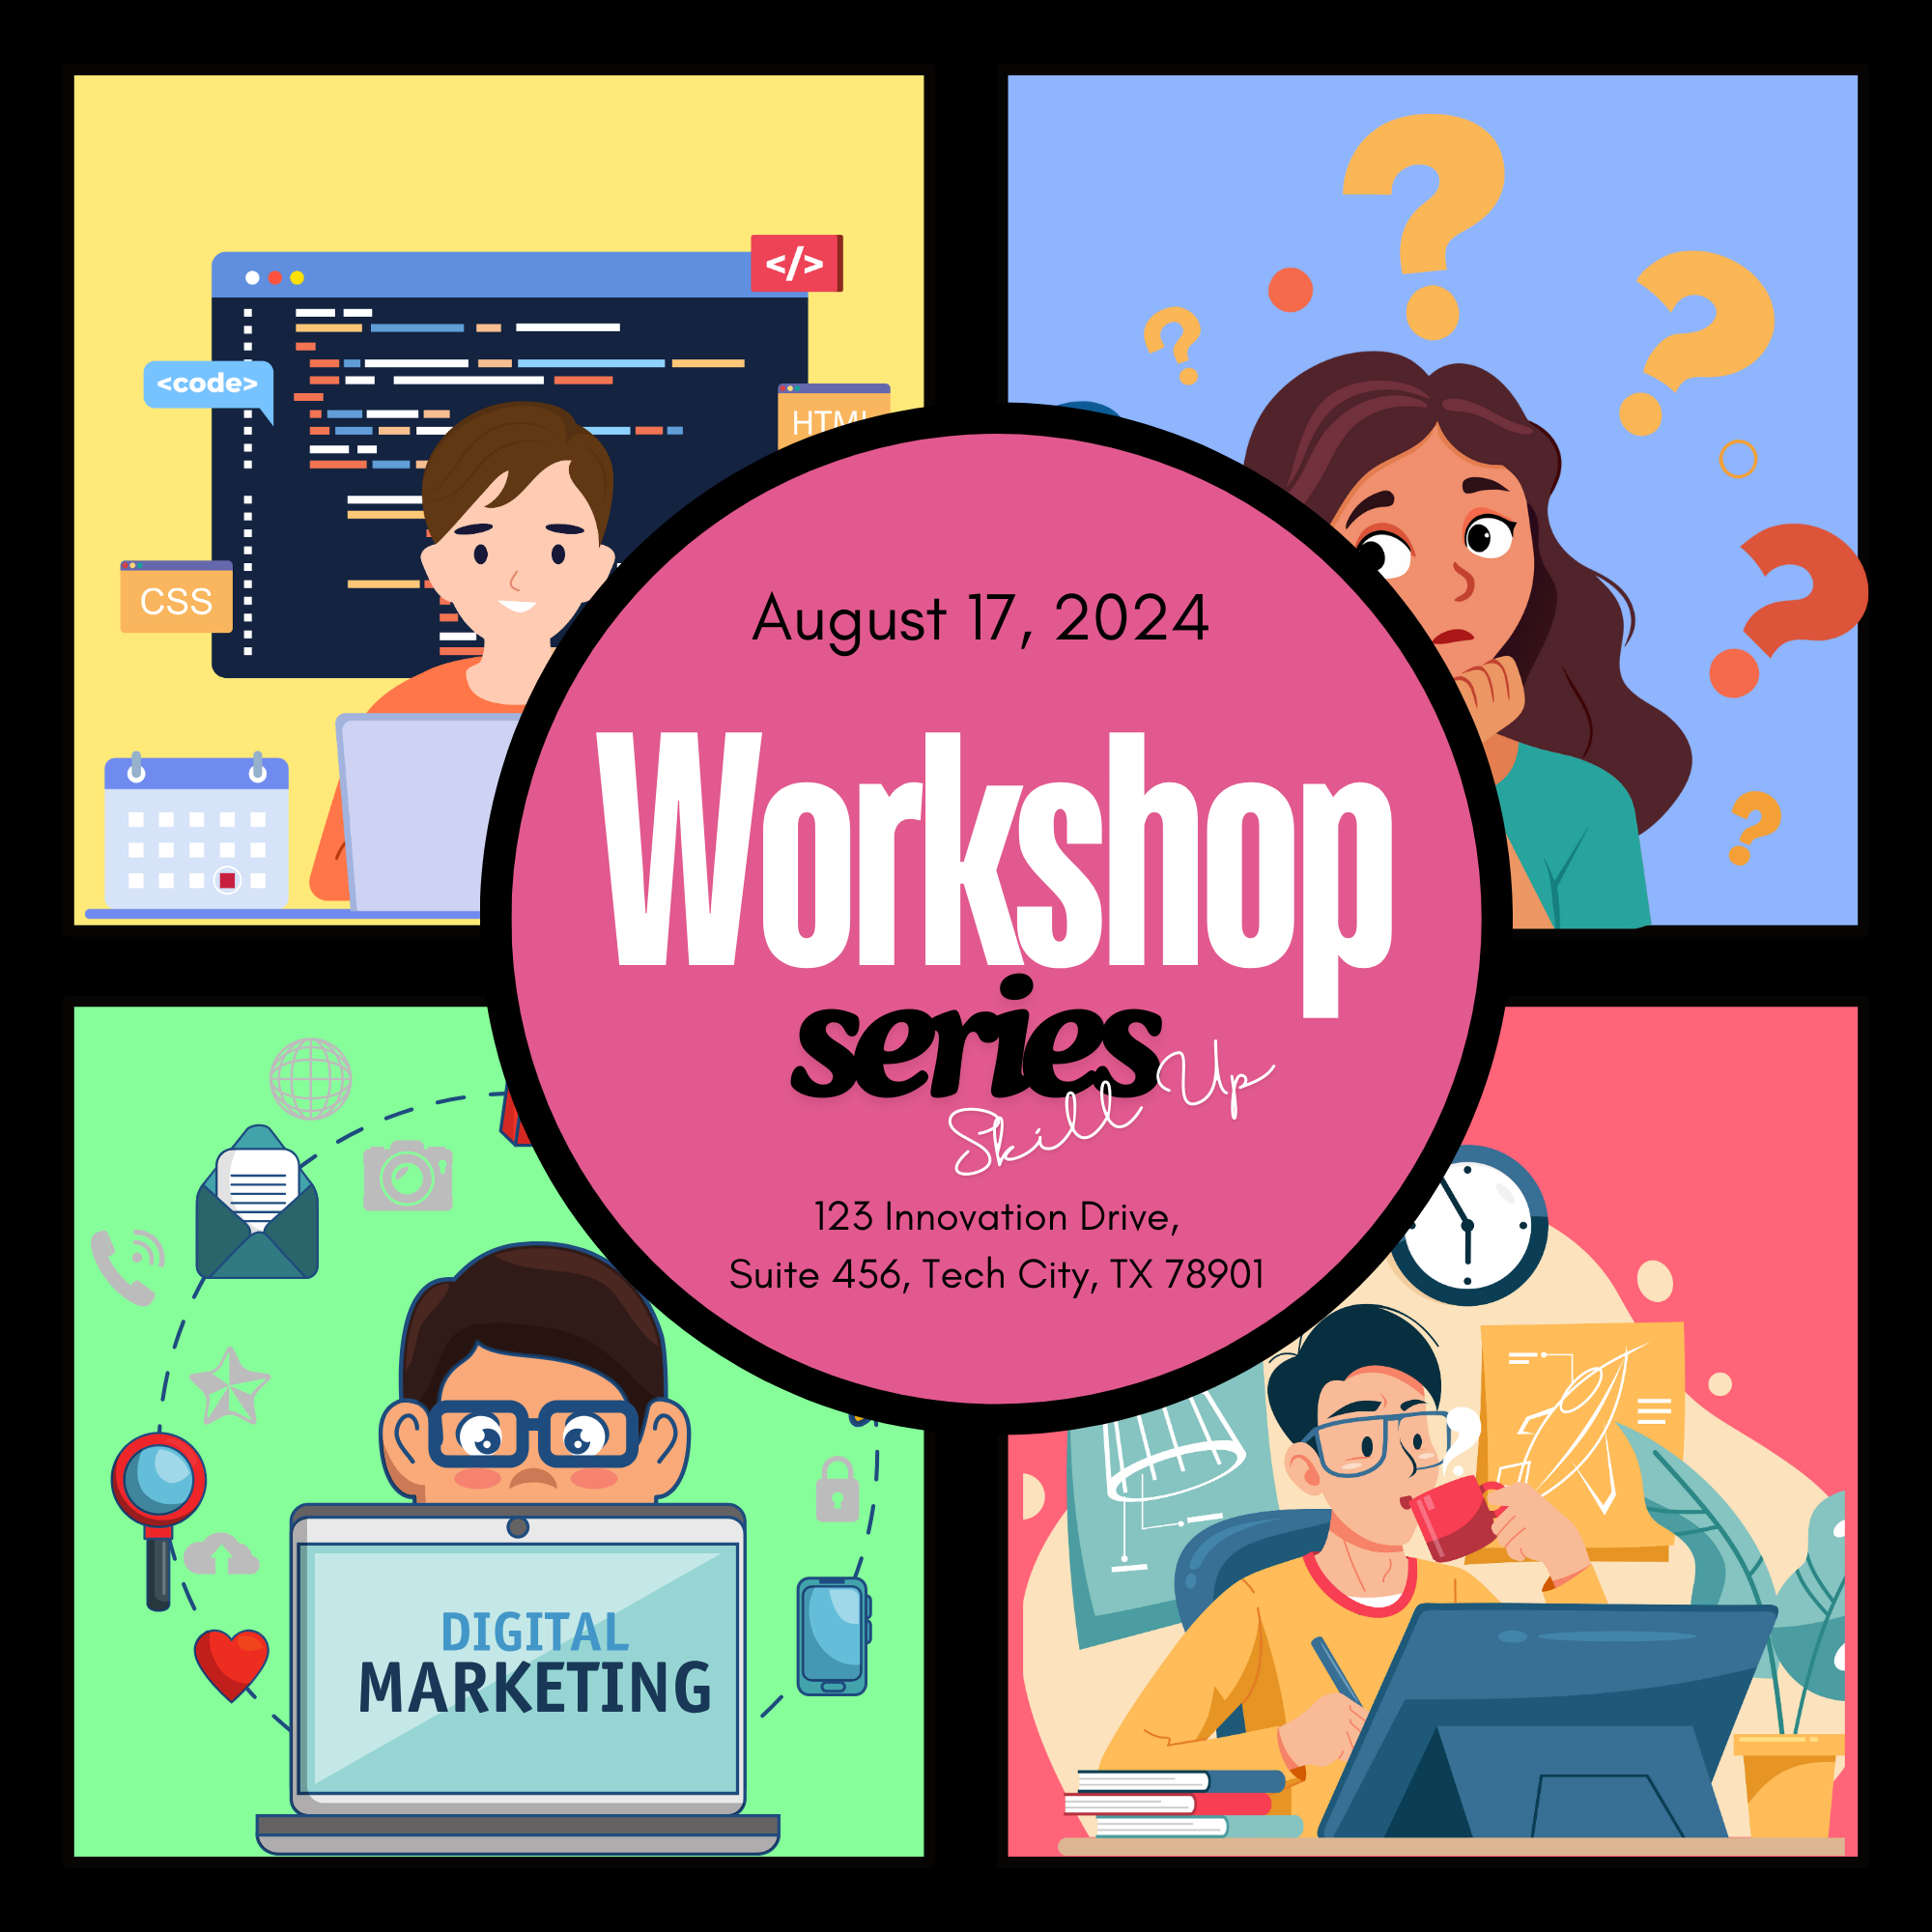 </>
<code>
HTML
CSS
August 17, 2024
Workshop
series
Skill Up
123 Innovation Drive,
Suite 456, Tech City, TX 78901
DIGITAL
MARKETING